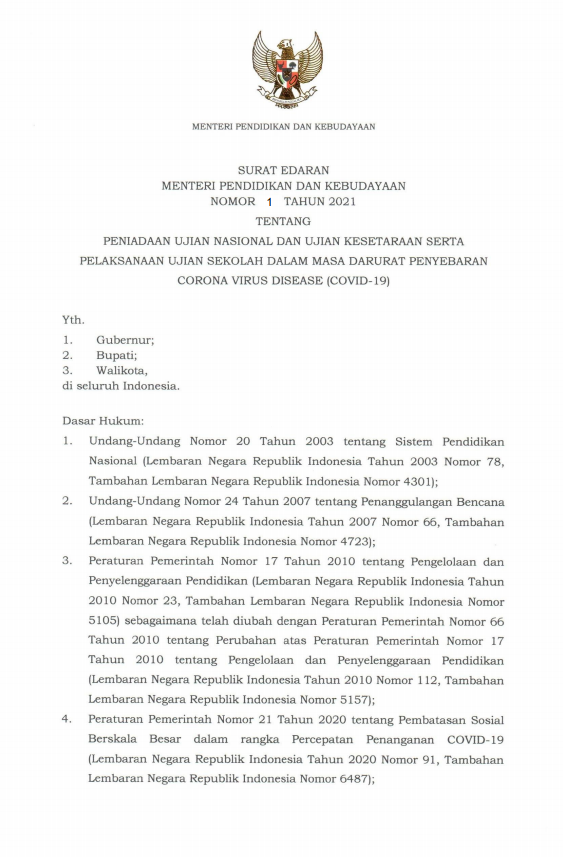 MENTERI PENDIDIKAN DAN KEBUDAYAAN
SURAT EDARAN
MENTERI PENDIDIKAN DAN KEBUDAYAAN
NOMOR 1 TAHUN 2021
TENTANG
PENIADAAN UJIAN NASIONAL DAN UJIAN KESETARAAN SERTA
PELAKSANAAN UJIAN SEKOLAH DALAM MASA DARURAT PENYEBARAN
CORONA VIRUS DISEASE (COVID-19)
Yth.
1. Gubernur;
2. Bupati;
3. Walikota,
di seluruh Indonesia.
Dasar Hukum:
1. Undang-Undang Nomor 20 Tahun 2003 tentang Sistem Pendidikan
Nasional (Lembaran Negara Republik Indonesia Tahun 2003 Nomor 78,
Tambahan Lembaran Negara Republik Indonesia Nomor 4301);
2. Undang-Undang Nomor 24 Tahun 2007 tentang Penanggulangan Bencana
(Lembaran Negara Republik Indonesia Tahun 2007 Nomor 66, Tambahan
Lembaran Negara Republik Indonesia Nomor 4723);
3. Peraturan Pemerintah Nomor 17 Tahun 2010 tentang Pengelolaan dan
Penyelenggaraan Pendidikan (Lembaran Negara Republik Indonesia Tahun
2010 Nomor 23, Tambahan Lembaran Negara Republik Indonesia Nomor
5105) sebagaimana telah diubah dengan Peraturan Pemerintah Nomor 66
Tahun 2010 tentang Perubahan atas Peraturan Pemerintah Nomor 17
Tahun 2010 tentang Pengelolaan dan Penyelenggaraan Pendidikan
(Lembaran Negara Republik Indonesia Tahun 2010 Nomor 112, Tambahan
Lembaran Negara Republik Indonesia Nomor 5157);
4. Peraturan Pemerintah Nomor 21 Tahun 2020 tentang Pembatasan Sosial
Berskala Besar dalam rangka Percepatan Penanganan COVID-19
(Lembaran Negara Republik Indonesia Tahun 2020 Nomor 91, Tambahan
Lembaran Negara Republik Indonesia Nomor 6487);